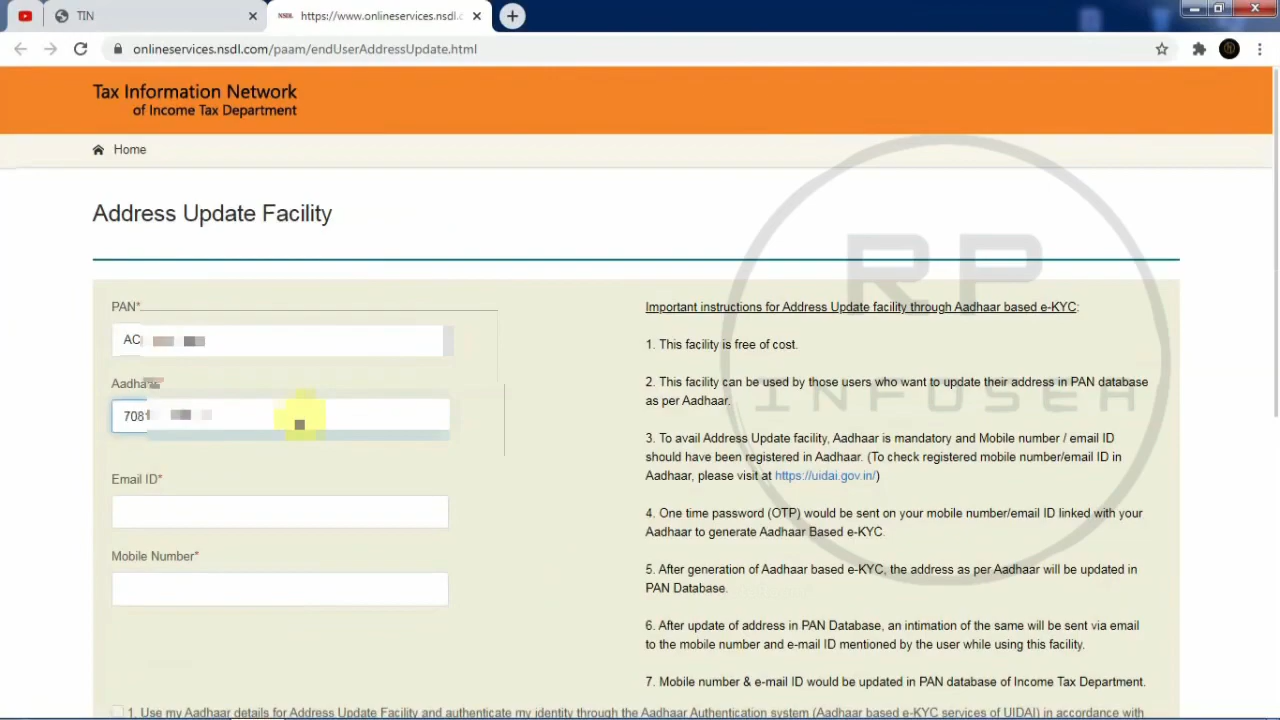 TIN
NSDL https://www.onlineservices.nsdl.c
onlineservices.nsdl.com/paam/endUserAddressUpdate.html
Tax Information Network
of Income Tax Department
Home
Address Update Facility
PAN*
AC
Aadhaar*
708
Email ID*
Mobile Number*
Important instructions for Address Update facility through Aadhaar based e-KYC:
1. This facility is free of cost.
2. This facility can be used by those users who want to update their address in PAN database
as per Aadhaar.
3. To avail Address Update facility, Aadhaar is mandatory and Mobile number / email ID
should have been registered in Aadhaar. (To check registered mobile number/email ID in
Aadhaar, please visit at https://uidai.gov.in/)
4. One time password (OTP) would be sent on your mobile number/email ID linked with your
Aadhaar to generate Aadhaar Based e-KYC.
5. After generation of Aadhaar based e-KYC, the address as per Aadhaar will be updated in
PAN Database.
6. After update of address in PAN Database, an intimation of the same will be sent via email
to the mobile number and e-mail ID mentioned by the user while using this facility.
7. Mobile number & e-mail ID would be updated in PAN database of Income Tax Department.
1. Use my Aadhaar details for Address Update Facility and authenticate my identity through the Aadhaar Authentication system (Aadhaar based e-KYC services of UIDAI) in accordance with
RP
INFOSEH